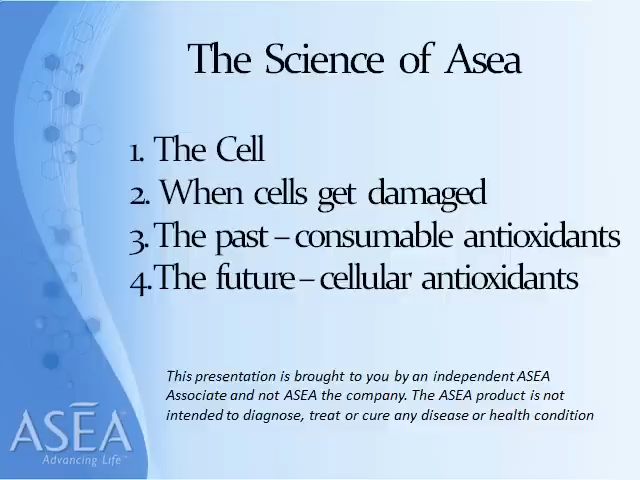 The Science of Asea
1. The Cell
2. When cells get damaged
3. The past – consumable antioxidants
4. The future – cellular antioxidants
This presentation is brought to you by an independent ASEA
Associate and not ASEA the company. The ASEA product is not
intended to diagnose, treat or cure any disease or health condition
ASEA™
Advancing Life™